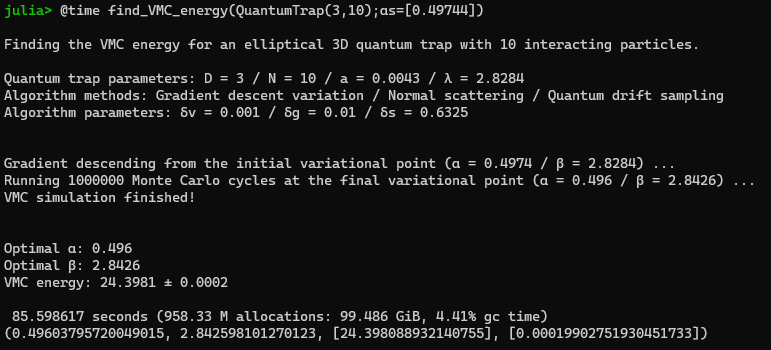 julia> @time find_VMC_energy(QuantumTrap(3,10);αs=[0.49744])
Finding the VMC energy for an elliptical 3D quantum trap with 10 interacting particles.
Quantum trap parameters: D = 3 / N = 10 / a = 0.0043 / λ = 2.8284
Algorithm methods: Gradient descent variation / Normal scattering / Quantum drift sampling
Algorithm parameters: δv = 0.001 / δg = 0.01 / δs = 0.6325
Gradient descending from the initial variational point (α = 0.4974 / β = 2.8284) ...
Running 1000000 Monte Carlo cycles at the final variational point (α = 0.496 / β = 2.8426) ...
VMC simulation finished!
Optimal α: 0.496
Optimal β: 2.8426
VMC energy: 24.3981 ± 0.0002
85.598617 seconds (958.33 M allocations: 99.486 GiB, 4.41% gc time)
(0.49603795720049015, 2.842598101270123, [24.398088932140755], [0.00019902751930451733])